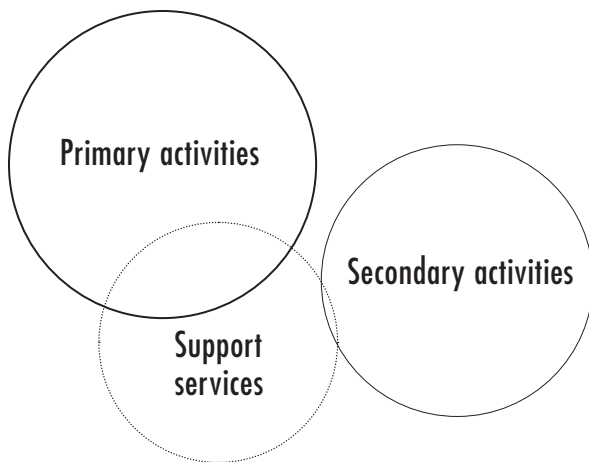 Primary activities
Secondary activities
Support
services